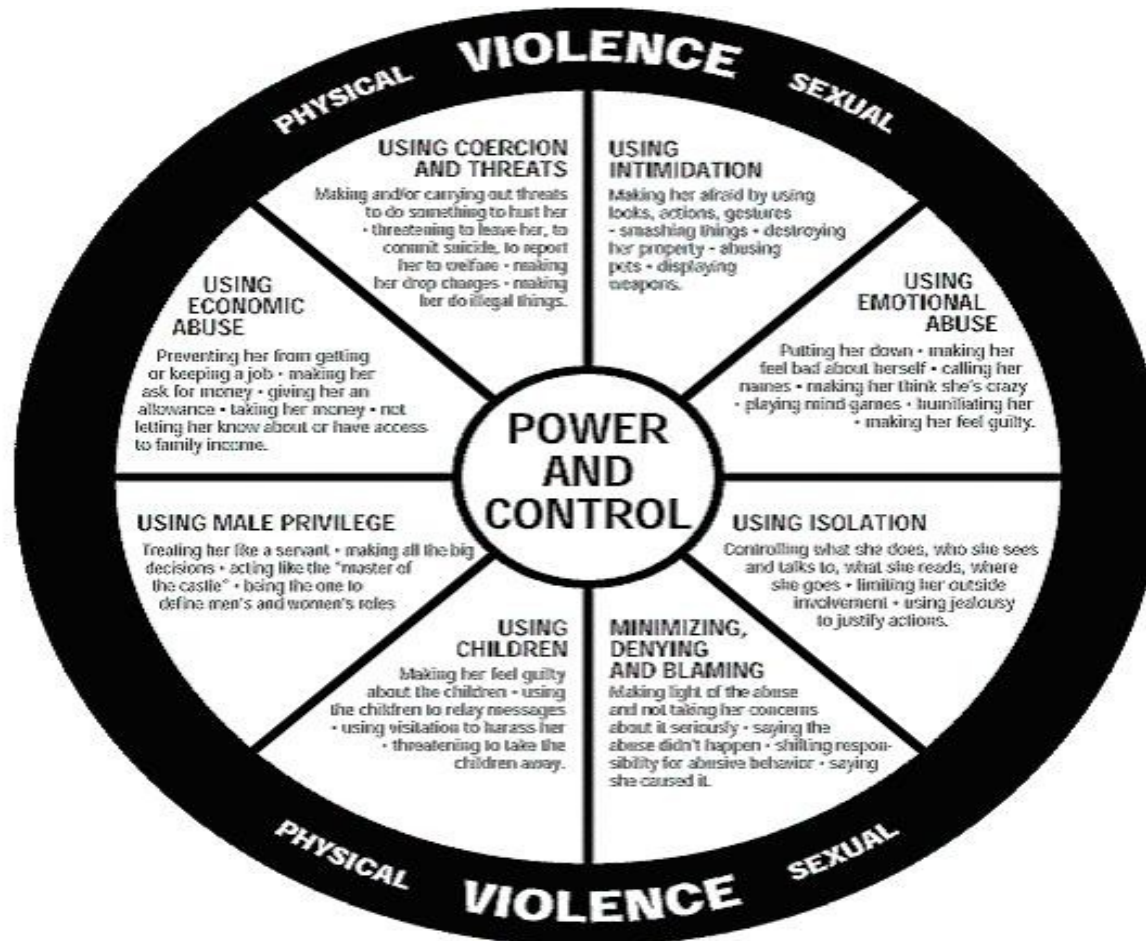 PHYSICAL VIOLENCE SEXUAL
USING COERCION
AND THREATS
Making and/or carrying out threats
to do something to hurt her
• threatening to leave her, to
commit suicide, to report
her to welfare • making
her drop charges • making
her do illegal things.
USING
INTIMIDATION
Making her afraid by using
looks, actions, gestures
• smashing things • destroying
her property • abusing
pets • displaying
weapons.
USING
EMOTIONAL
ABUSE
Putting her down • making her
feel bad about herself • calling her
names • making her think she's crazy
• playing mind games • humiliating her
• making her feel guilty.
USING ISOLATION
Controlling what she does, who she sees
and talks to, what she reads, where
she goes • limiting her outside
involvement • using jealousy
to justify actions.
MINIMIZING,
DENYING
AND BLAMING
Making light of the abuse
and not taking her concerns
about it seriously • saying the
abuse didn't happen • shifting respon-
sibility for abusive behavior • saying
she caused it.
USING
CHILDREN
Making her feel guilty
about the children • using
the children to relay messages
• using visitation to harass her
• threatening to take the
children away.
USING MALE PRIVILEGE
Treating her like a servant • making all the big
decisions • acting like the "master of
the castle" • being the one to
define men's and women's roles
USING
ECONOMIC
ABUSE
Preventing her from getting
or keeping a job • making her
ask for money • giving her an
allowance • taking her money • not
letting her know about or have access
to family income.
POWER
AND
CONTROL
PHYSICAL VIOLENCE SEXUAL